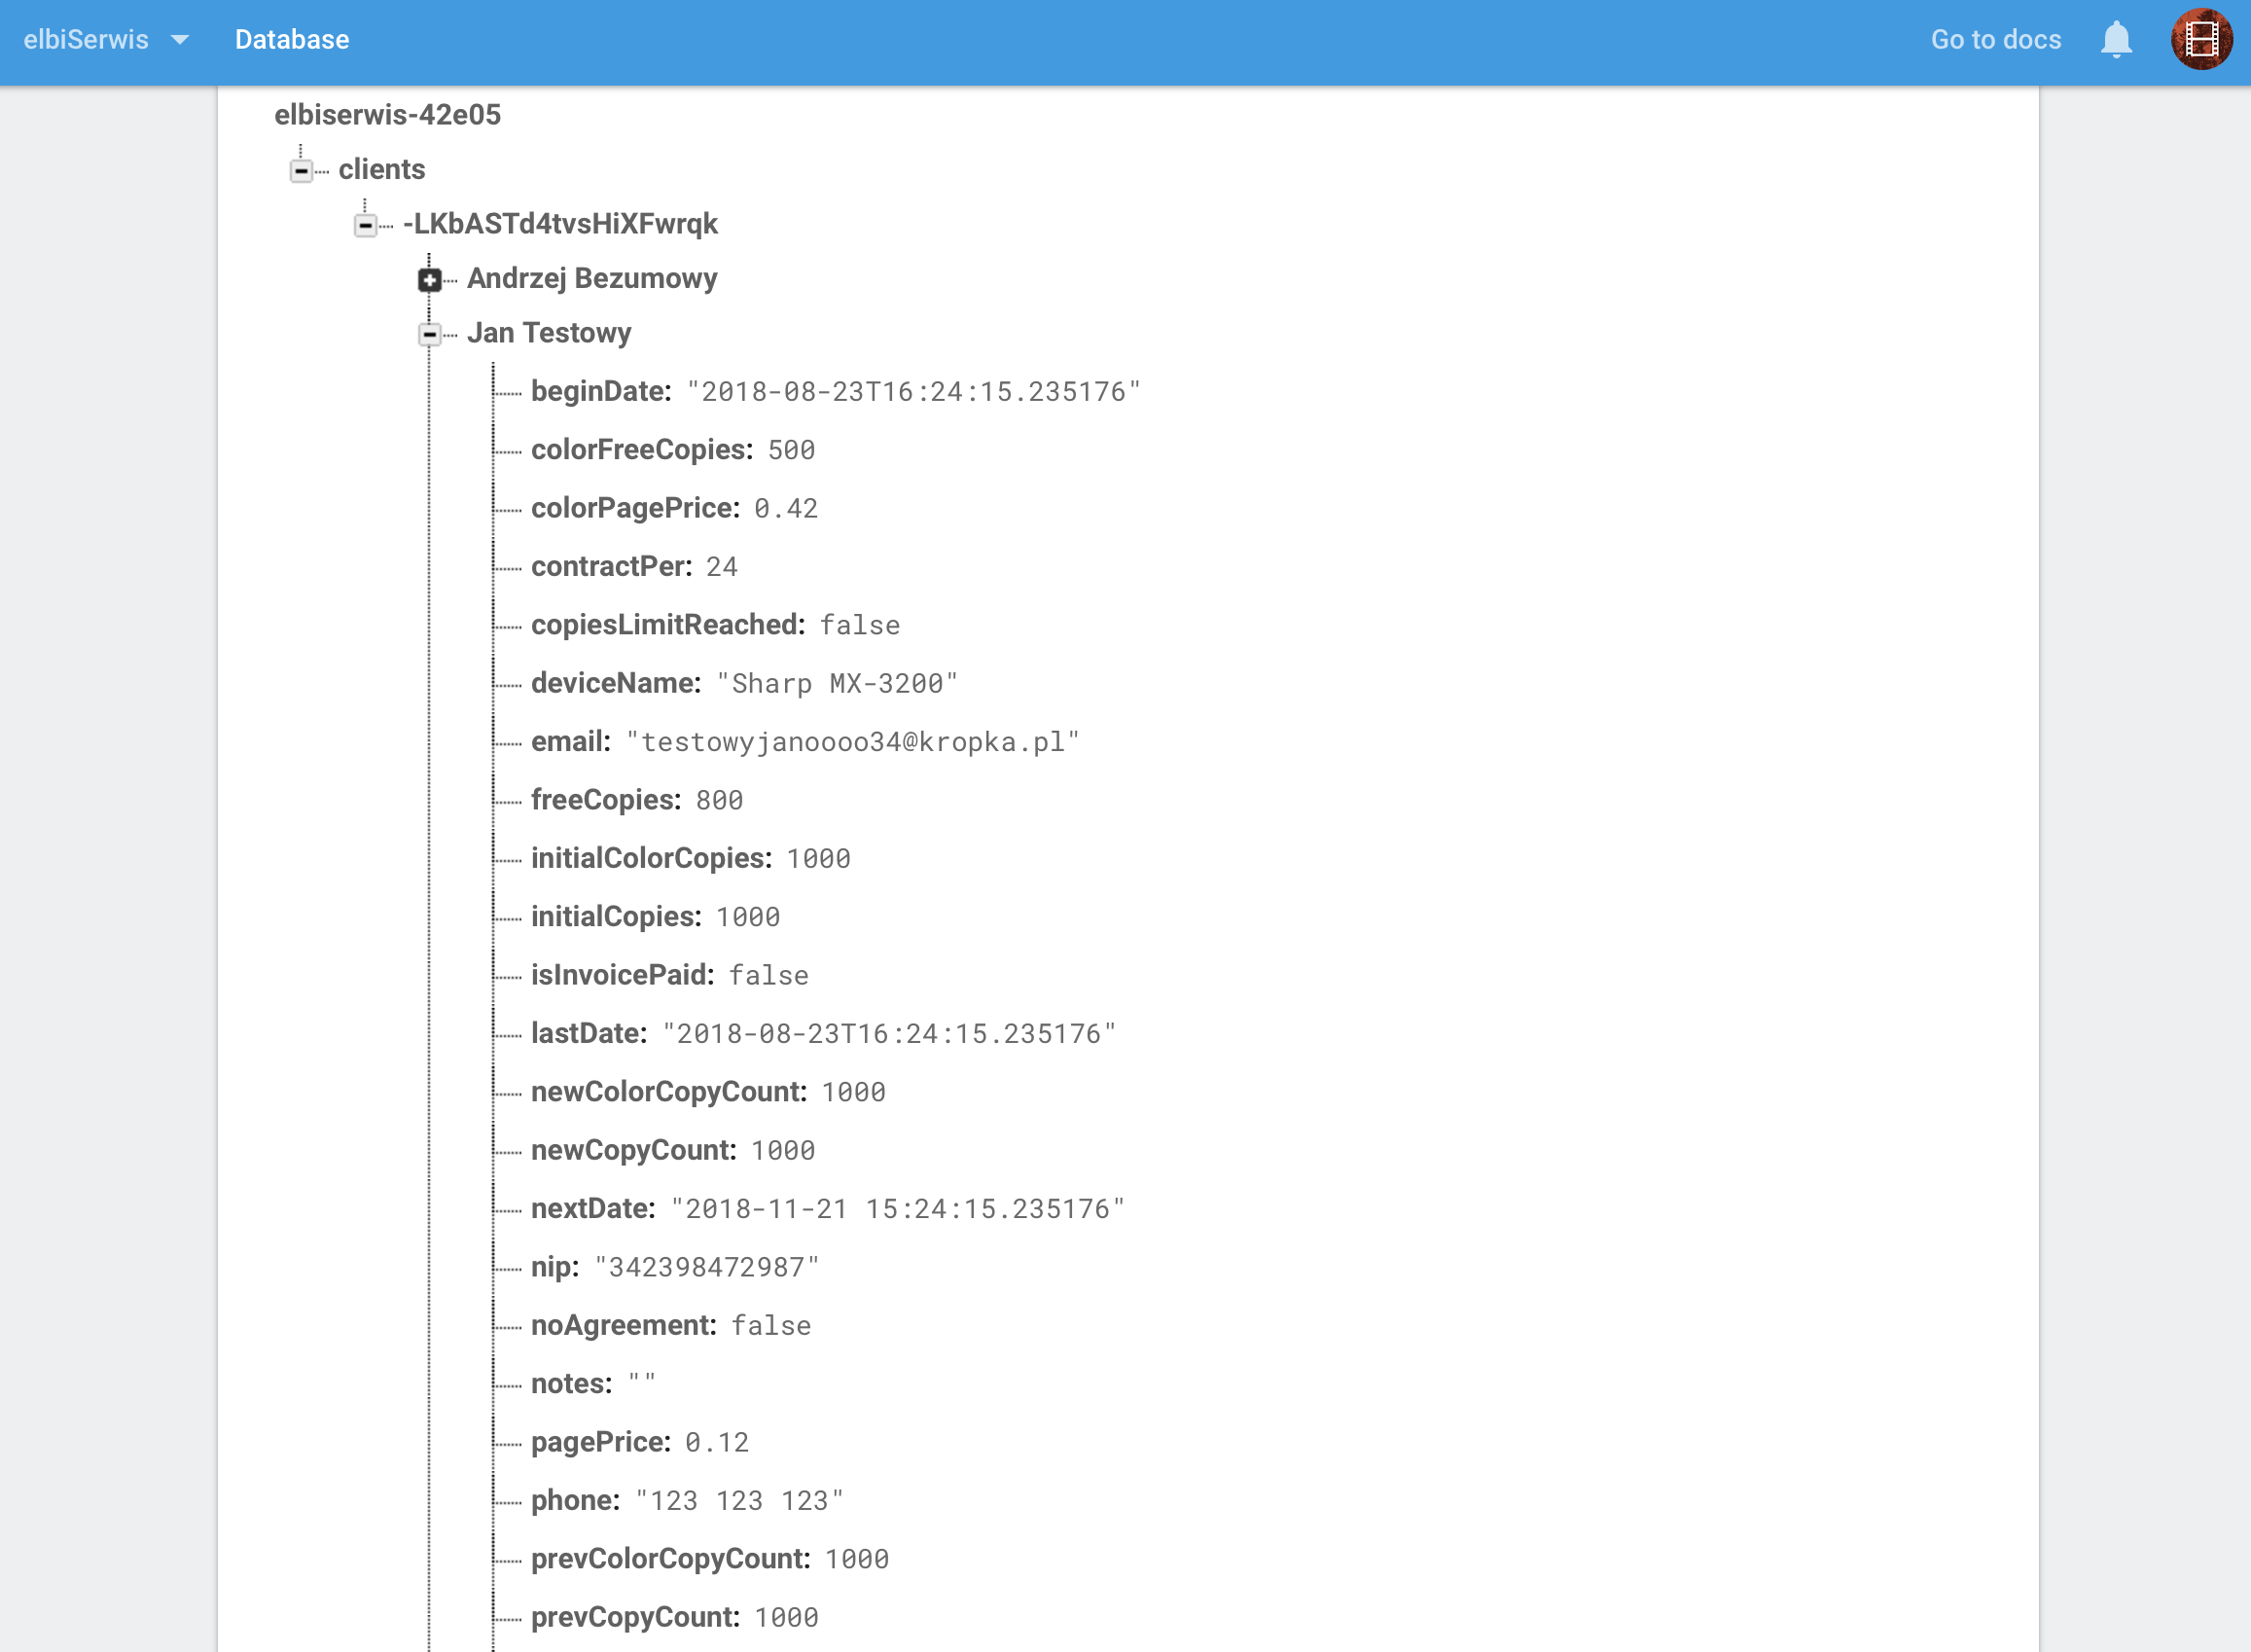 elbiSerwis Database Go to docs
elbiserwis-42e05
clients
-LKbASTd4tvsHiXFwrqk
Andrzej Bezumowy
Jan Testowy
beginDate: "2018-08-23T16:24:15.235176"
colorFreeCopies: 500
colorPagePrice: 0.42
contractPer: 24
copiesLimitReached: false
deviceName: "Sharp MX-3200"
email: "testowyjanoooo34@kropka.pl"
freeCopies: 800
initialColorCopies: 1000
initialCopies: 1000
isInvoicePaid: false
lastDate: "2018-08-23T16:24:15.235176"
newColorCopyCount: 1000
newCopyCount: 1000
nextDate: "2018-11-21 15:24:15.235176"
nip: "342398472987"
noAgreement: false
notes: ""
pagePrice: 0.12
phone: "123 123 123"
prevColorCopyCount: 1000
prevCopyCount: 1000